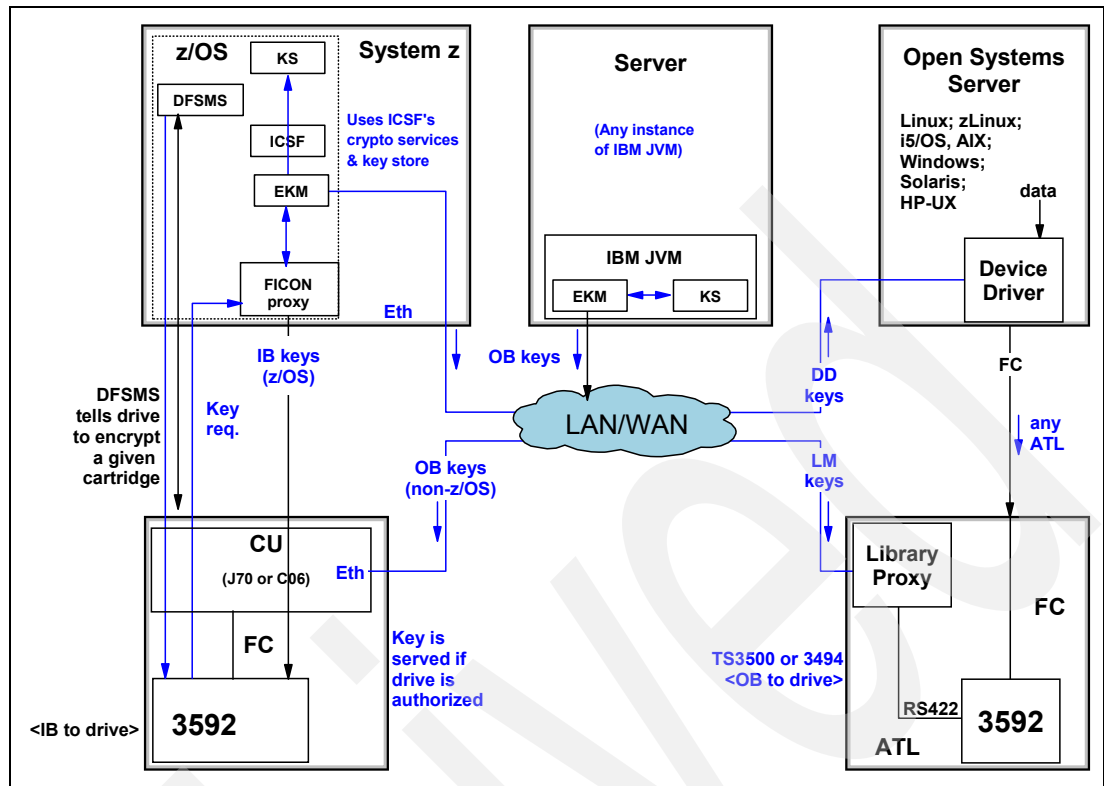 z/OS
System z
KS
DFSMS
ICSF
Uses ICSF's
crypto services
& key store
EKM
FICON
proxy
Eth
Server
(Any instance
of IBM JVM)
IBM JVM
EKM
KS
Open Systems
Server
Linux; zLinux;
i5/OS, AIX;
Windows;
Solaris;
HP-UX
data
Device
Driver
IB keys
(z/OS)
OB keys
FC
DFSMS
tells drive
to encrypt
a given
cartridge
Key
req.
LAN/WAN
DD
keys
any
ATL
OB keys
(non-z/OS)
LM
keys
CU
(J70 or C06)
Eth
FC
Key is
served if
drive is
authorized
<IB to drive>
3592
Library
Proxy
FC
TS3500 or 3494
<OB to drive>
RS422
3592
ATL